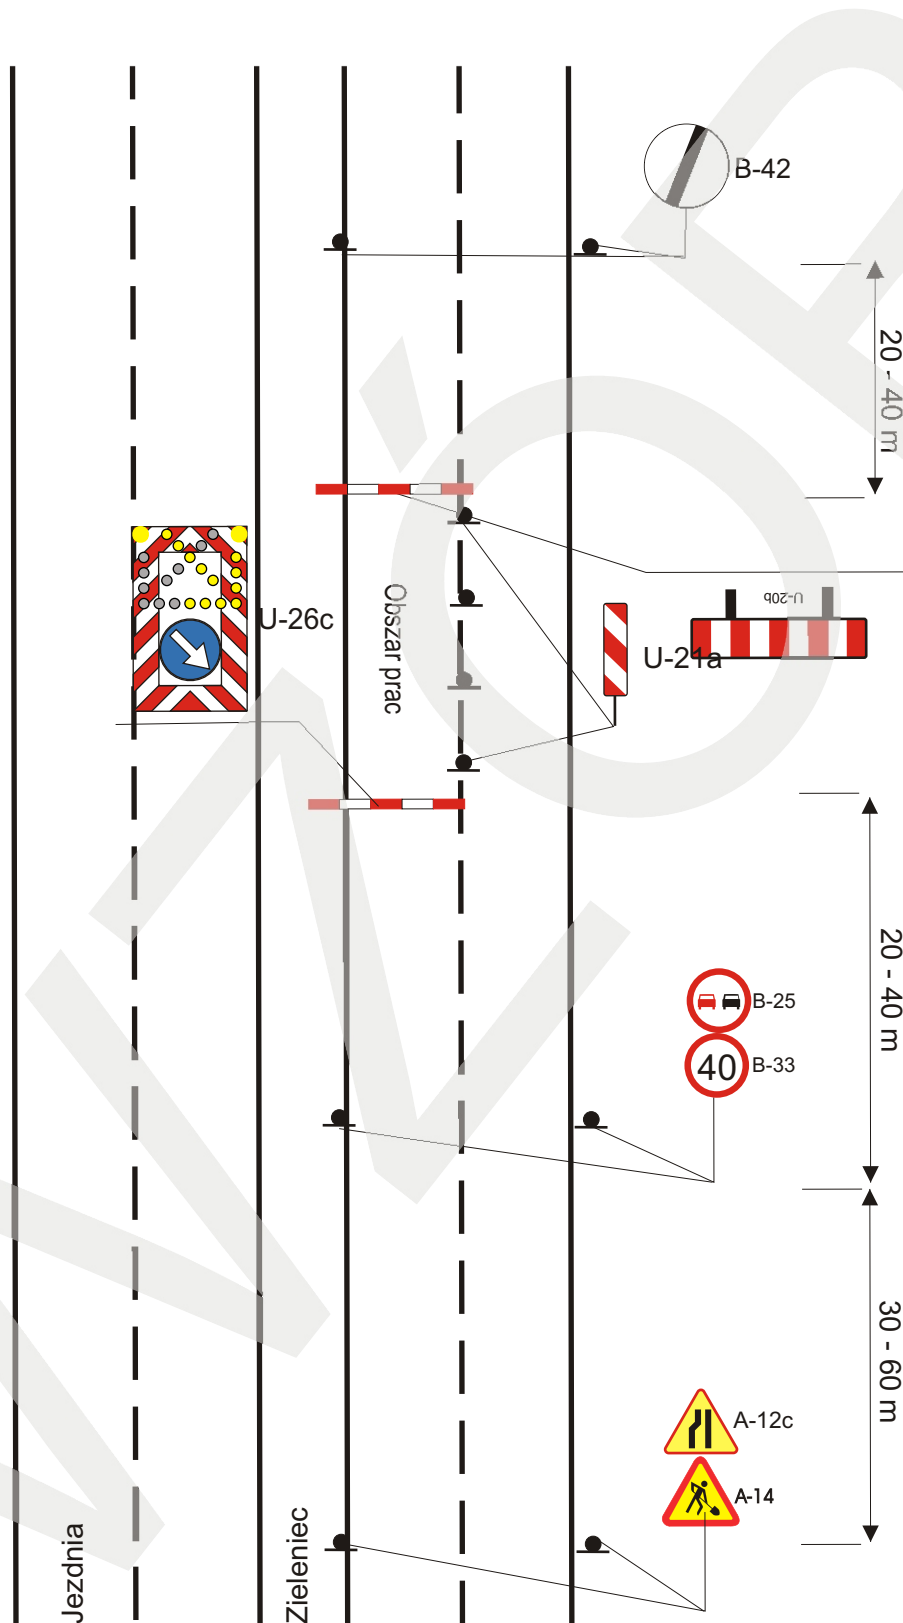 B-42
20 - 40 m
U-26c
Obszar prac
U-20b
U-21a
20 - 40 m
B-25
40
B-33
30 - 60 m
A-12c
A-14
Jezdnia
Zieleniec
WZÓR